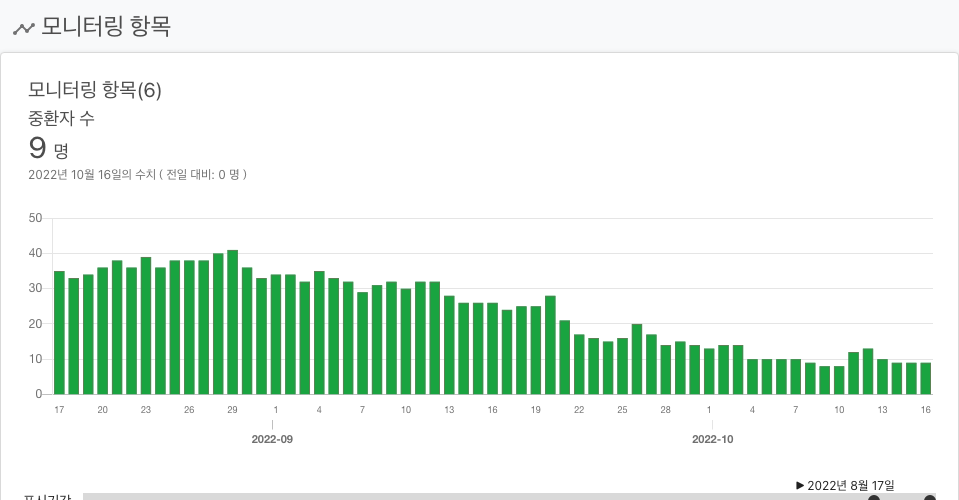 모니터링 항목
모니터링 항목(6)
중환자 수
9 명
2022년 10월 16일의 수치 ( 전일 대비: 0 명 )
50
40
30
20
10
0
17 20 23 26 29 1 4 7 10 13 16 19 22 25 28 1 4 7 10 13 16
2022-09 2022-10
▶ 2022년 8월 17일
표시기간